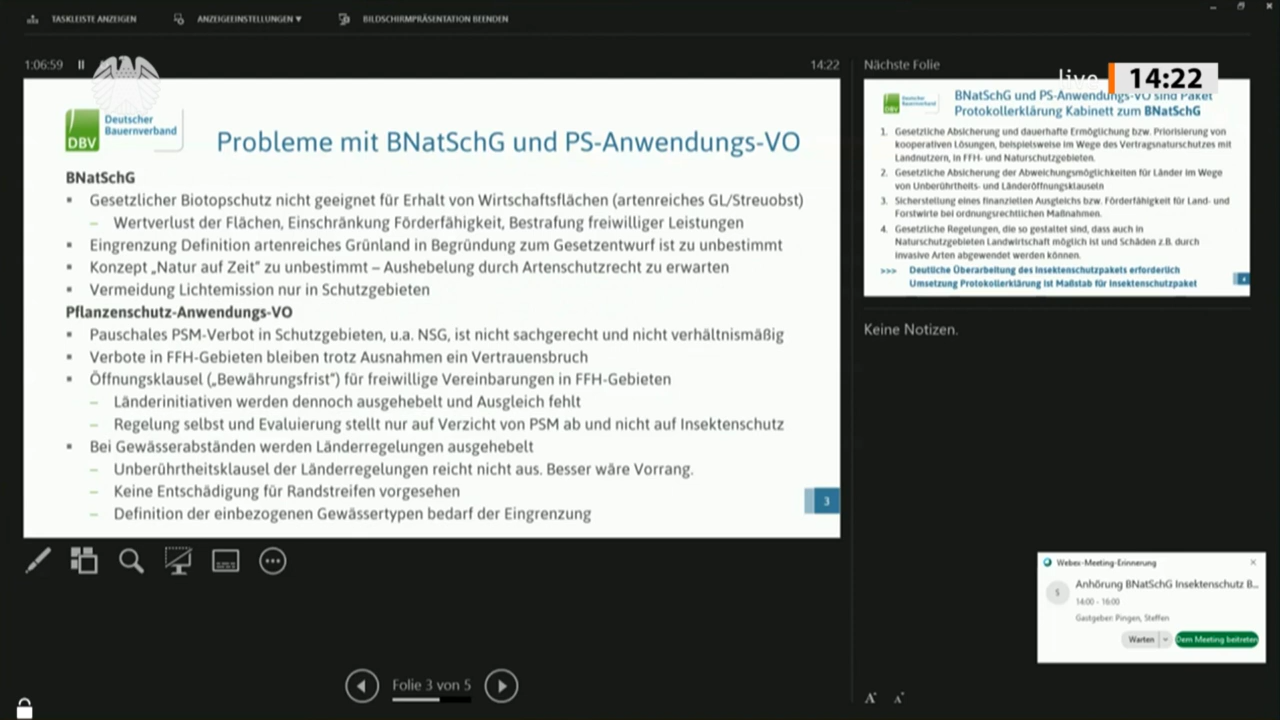 TASKLEISTE ANZEIGEN
ANZEIGEEINSTELLUNGEN ▼
BILDSCHIRMPRÄSENTATION BEENDEN
1:06:59
14:22
DBV
Deutscher
Bauernverband
Probleme mit BNatSchG und PS-Anwendungs-VO
BNatSchG
▪ Gesetzlicher Biotopschutz nicht geeignet für Erhalt von Wirtschaftsflächen (artenreiches GL/Streuobst)
– Wertverlust der Flächen, Einschränkung Förderfähigkeit, Bestrafung freiwilliger Leistungen
▪ Eingrenzung Definition artenreiches Grünland in Begründung zum Gesetzentwurf ist zu unbestimmt
▪ Konzept „Natur auf Zeit“ zu unbestimmt – Aushebelung durch Artenschutzrecht zu erwarten
▪ Vermeidung Lichtemission nur in Schutzgebieten
Pflanzenschutz-Anwendungs-VO
▪ Pauschales PSM-Verbot in Schutzgebieten, u.a. NSG, ist nicht sachgerecht und nicht verhältnismäßig
▪ Verbote in FFH-Gebieten bleiben trotz Ausnahmen ein Vertrauensbruch
▪ Öffnungsklausel („Bewährungsfrist“) für freiwillige Vereinbarungen in FFH-Gebieten
– Länderinitiativen werden dennoch ausgehebelt und Ausgleich fehlt
– Regelung selbst und Evaluierung stellt nur auf Verzicht von PSM ab und nicht auf Insektenschutz
▪ Bei Gewässerabständen werden Länderregelungen ausgehebelt
– Unberührtheitsklausel der Länderregelungen reicht nicht aus. Besser wäre Vorrang.
– Keine Entschädigung für Randstreifen vorgesehen
– Definition der einbezogenen Gewässertypen bedarf der Eingrenzung
3
Folie 3 von 5
Nächste Folie
live
14:22
DBV
Deutscher
Bauernverband
BNatSchG und PS-Anwendungs-VO sind Paket
Protokollerklärung Kabinett zum BNatSchG
1. Gesetzliche Absicherung und dauerhafte Ermöglichung bzw. Priorisierung von
kooperativen Lösungen, beispielsweise im Wege des Vertragsnaturschutzes mit
Landnutzern, in FFH- und Naturschutzgebieten.
2. Gesetzliche Absicherung der Abweichungsmöglichkeiten für Länder im Wege
von Unberührtheits- und Länderöffnungsklauseln
3. Sicherstellung eines finanziellen Ausgleichs bzw. Förderfähigkeit für Land- und
Forstwirte bei ordnungsrechtlichen Maßnahmen.
4. Gesetzliche Regelungen, die so gestaltet sind, dass auch in
Naturschutzgebieten Landwirtschaft möglich ist und Schäden z.B. durch
Invasive Arten abgewendet werden können.
>>> Deutliche Überarbeitung des Insektenschutzpakets erforderlich
Umsetzung Protokollerklärung ist Maßstab für Insektenschutzpaket
4
Keine Notizen.
Webex-Meeting-Erinnerung
S
Anhörung BNatSchG Insektenschutz B...
14:00 - 16:00
Gastgeber: Pingen, Steffen
Warten
Dem Meeting beitreten
A
A